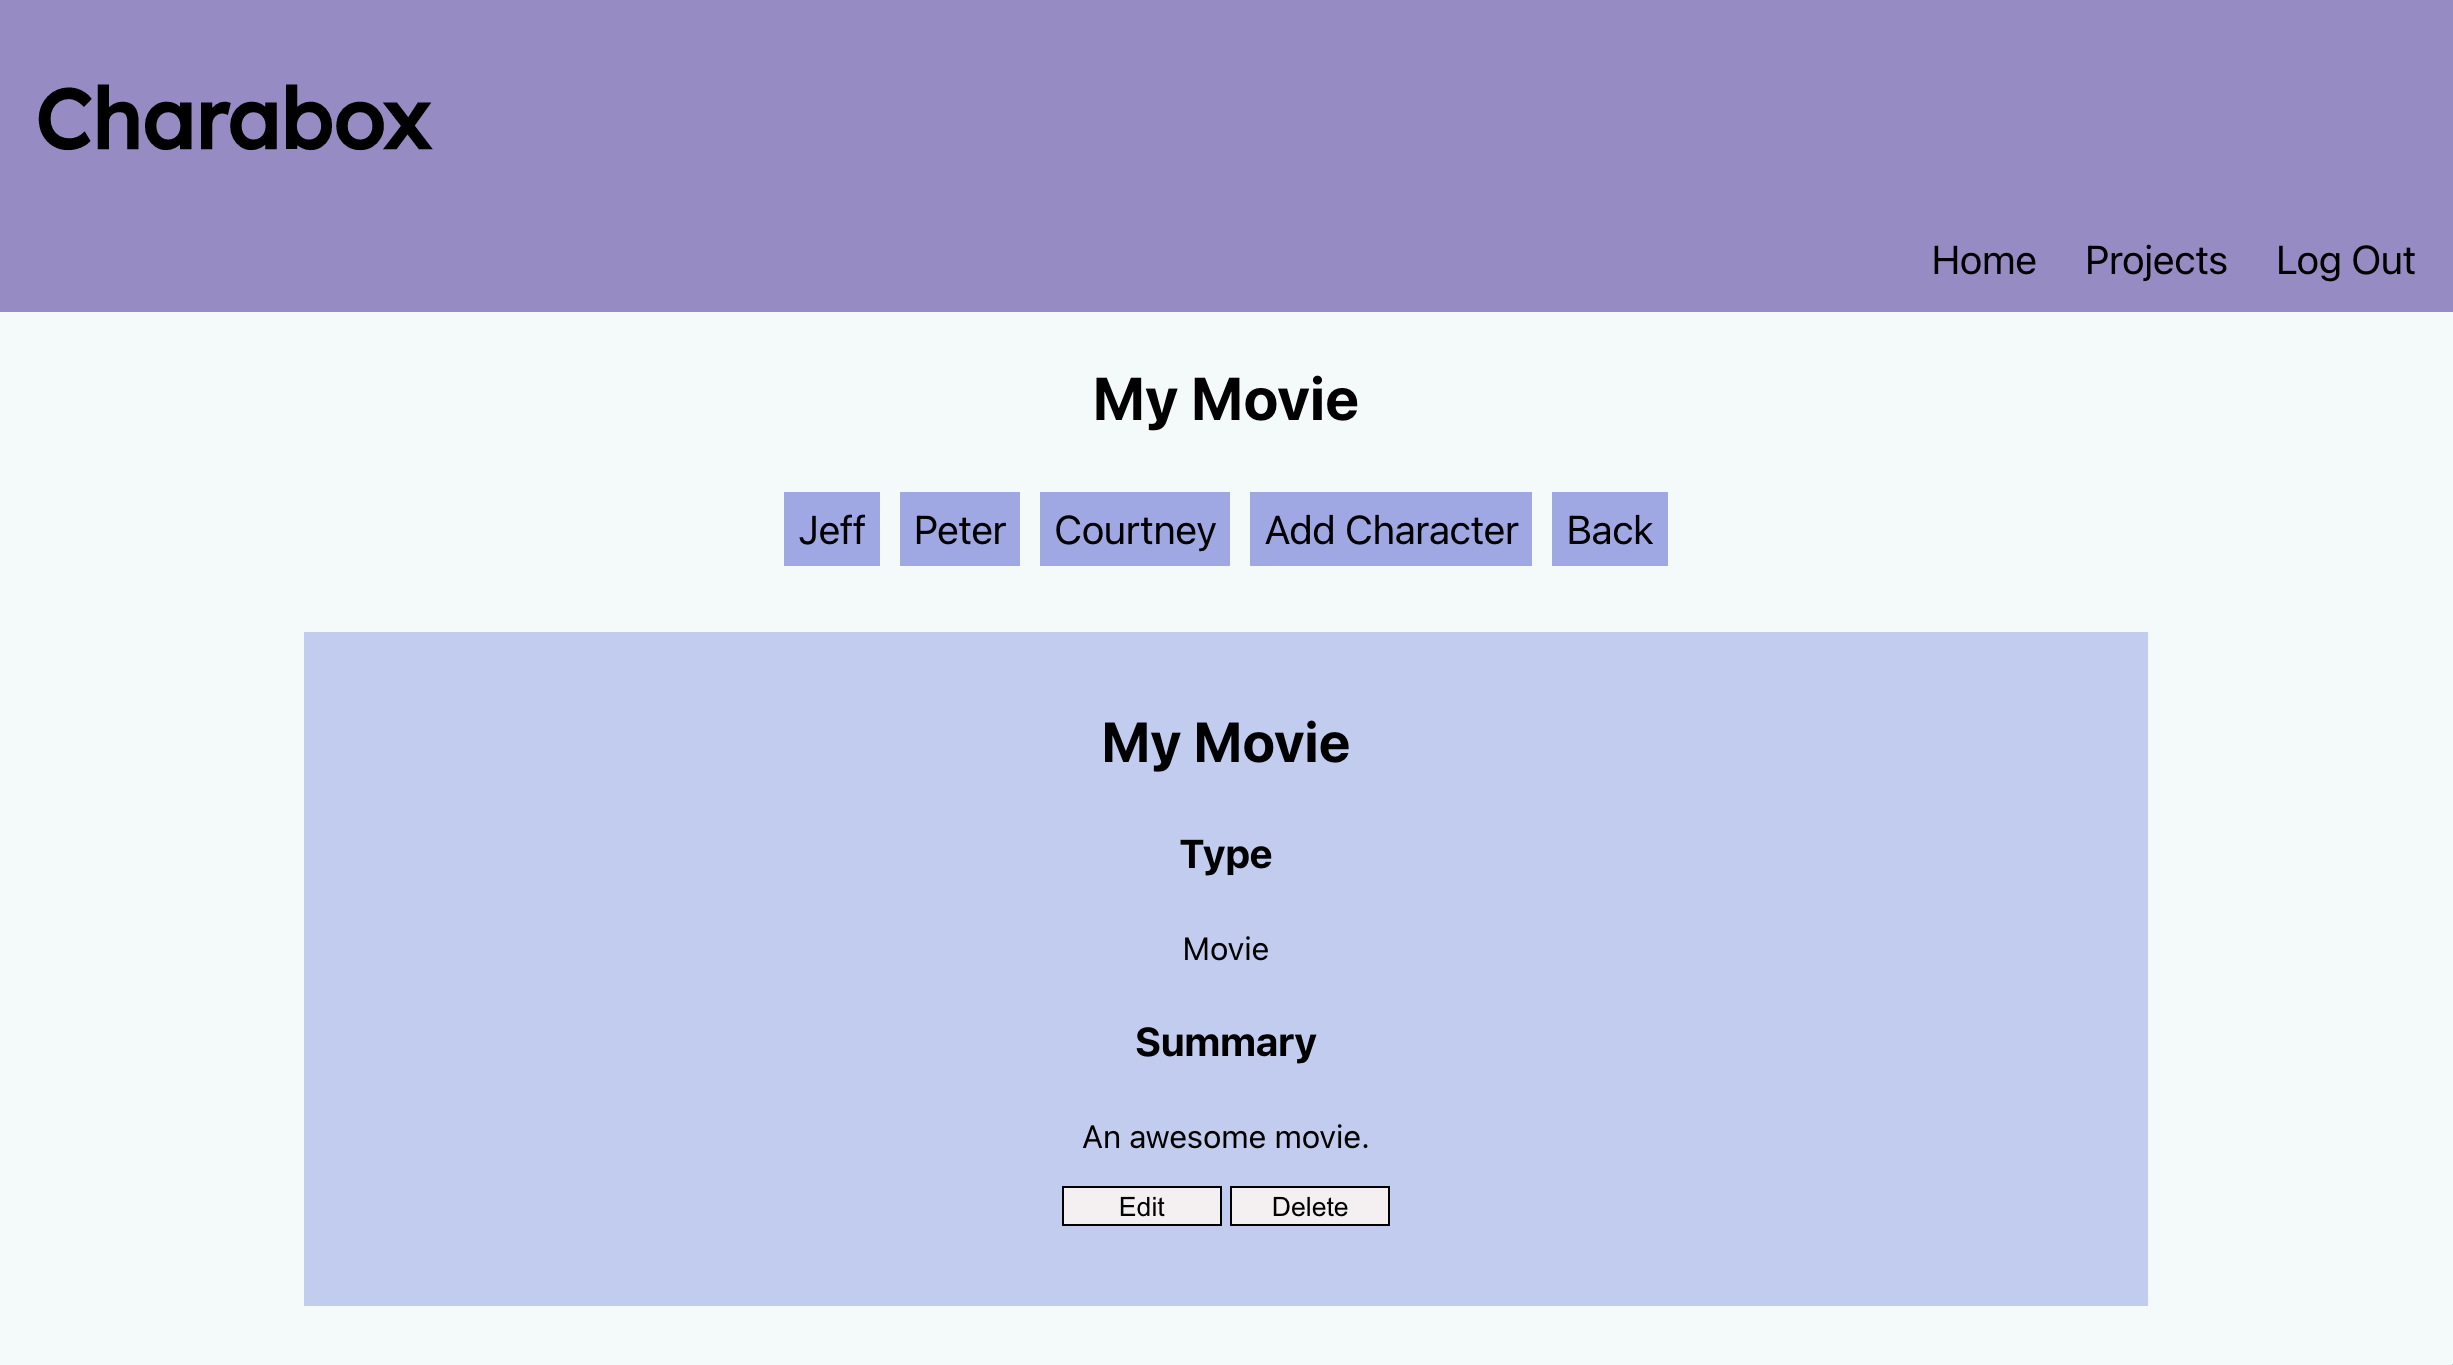 Charabox
Home Projects Log Out
My Movie
Jeff Peter Courtney Add Character Back
My Movie
Type
Movie
Summary
An awesome movie.
Edit Delete